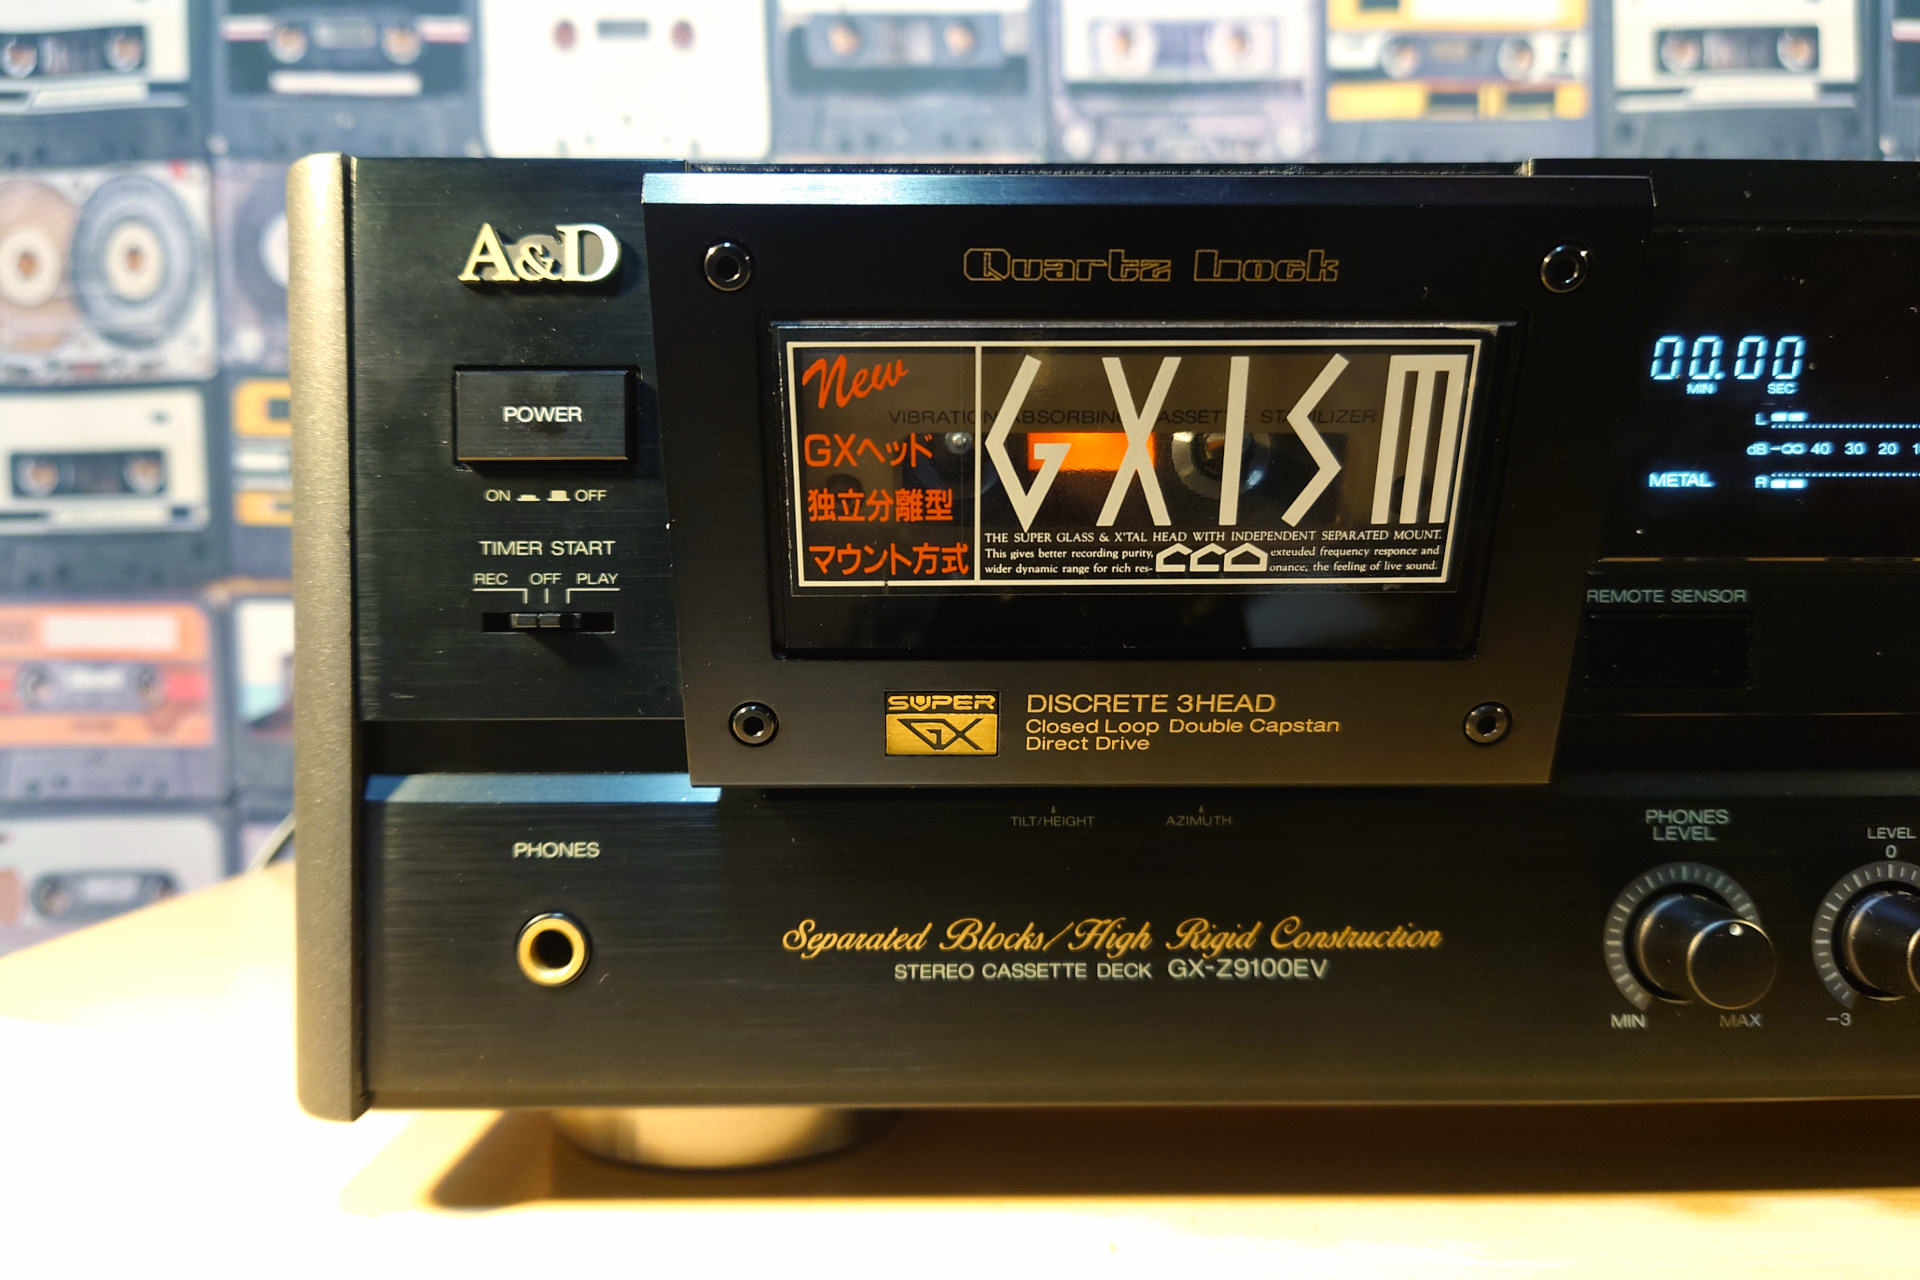 A&D
Quartz Lock
POWER
ON OFF
TIMER START
REC OFF PLAY
New
GXヘッド
独立分離型
マウント方式
VIBRATION ABSORBING CASSETTE STABILIZER
GXISM
THE SUPER GLASS & X'TAL HEAD WITH INDEPENDENT SEPARATED MOUNT.
This gives better recording purity, exteuded frequency responce and
wider dynamic range for rich res- onance, the feeling of live sound.
00.00
MIN SEC
L
dB -∞ 40 30 20
METAL
R
REMOTE SENSOR
SUPER
GX
DISCRETE 3HEAD
Closed Loop Double Capstan
Direct Drive
TILT/HEIGHT AZIMUTH
PHONES
Separated Blocks/High Rigid Construction
STEREO CASSETTE DECK GX-Z9100EV
PHONES
LEVEL
MIN MAX
LEVEL
0
-3